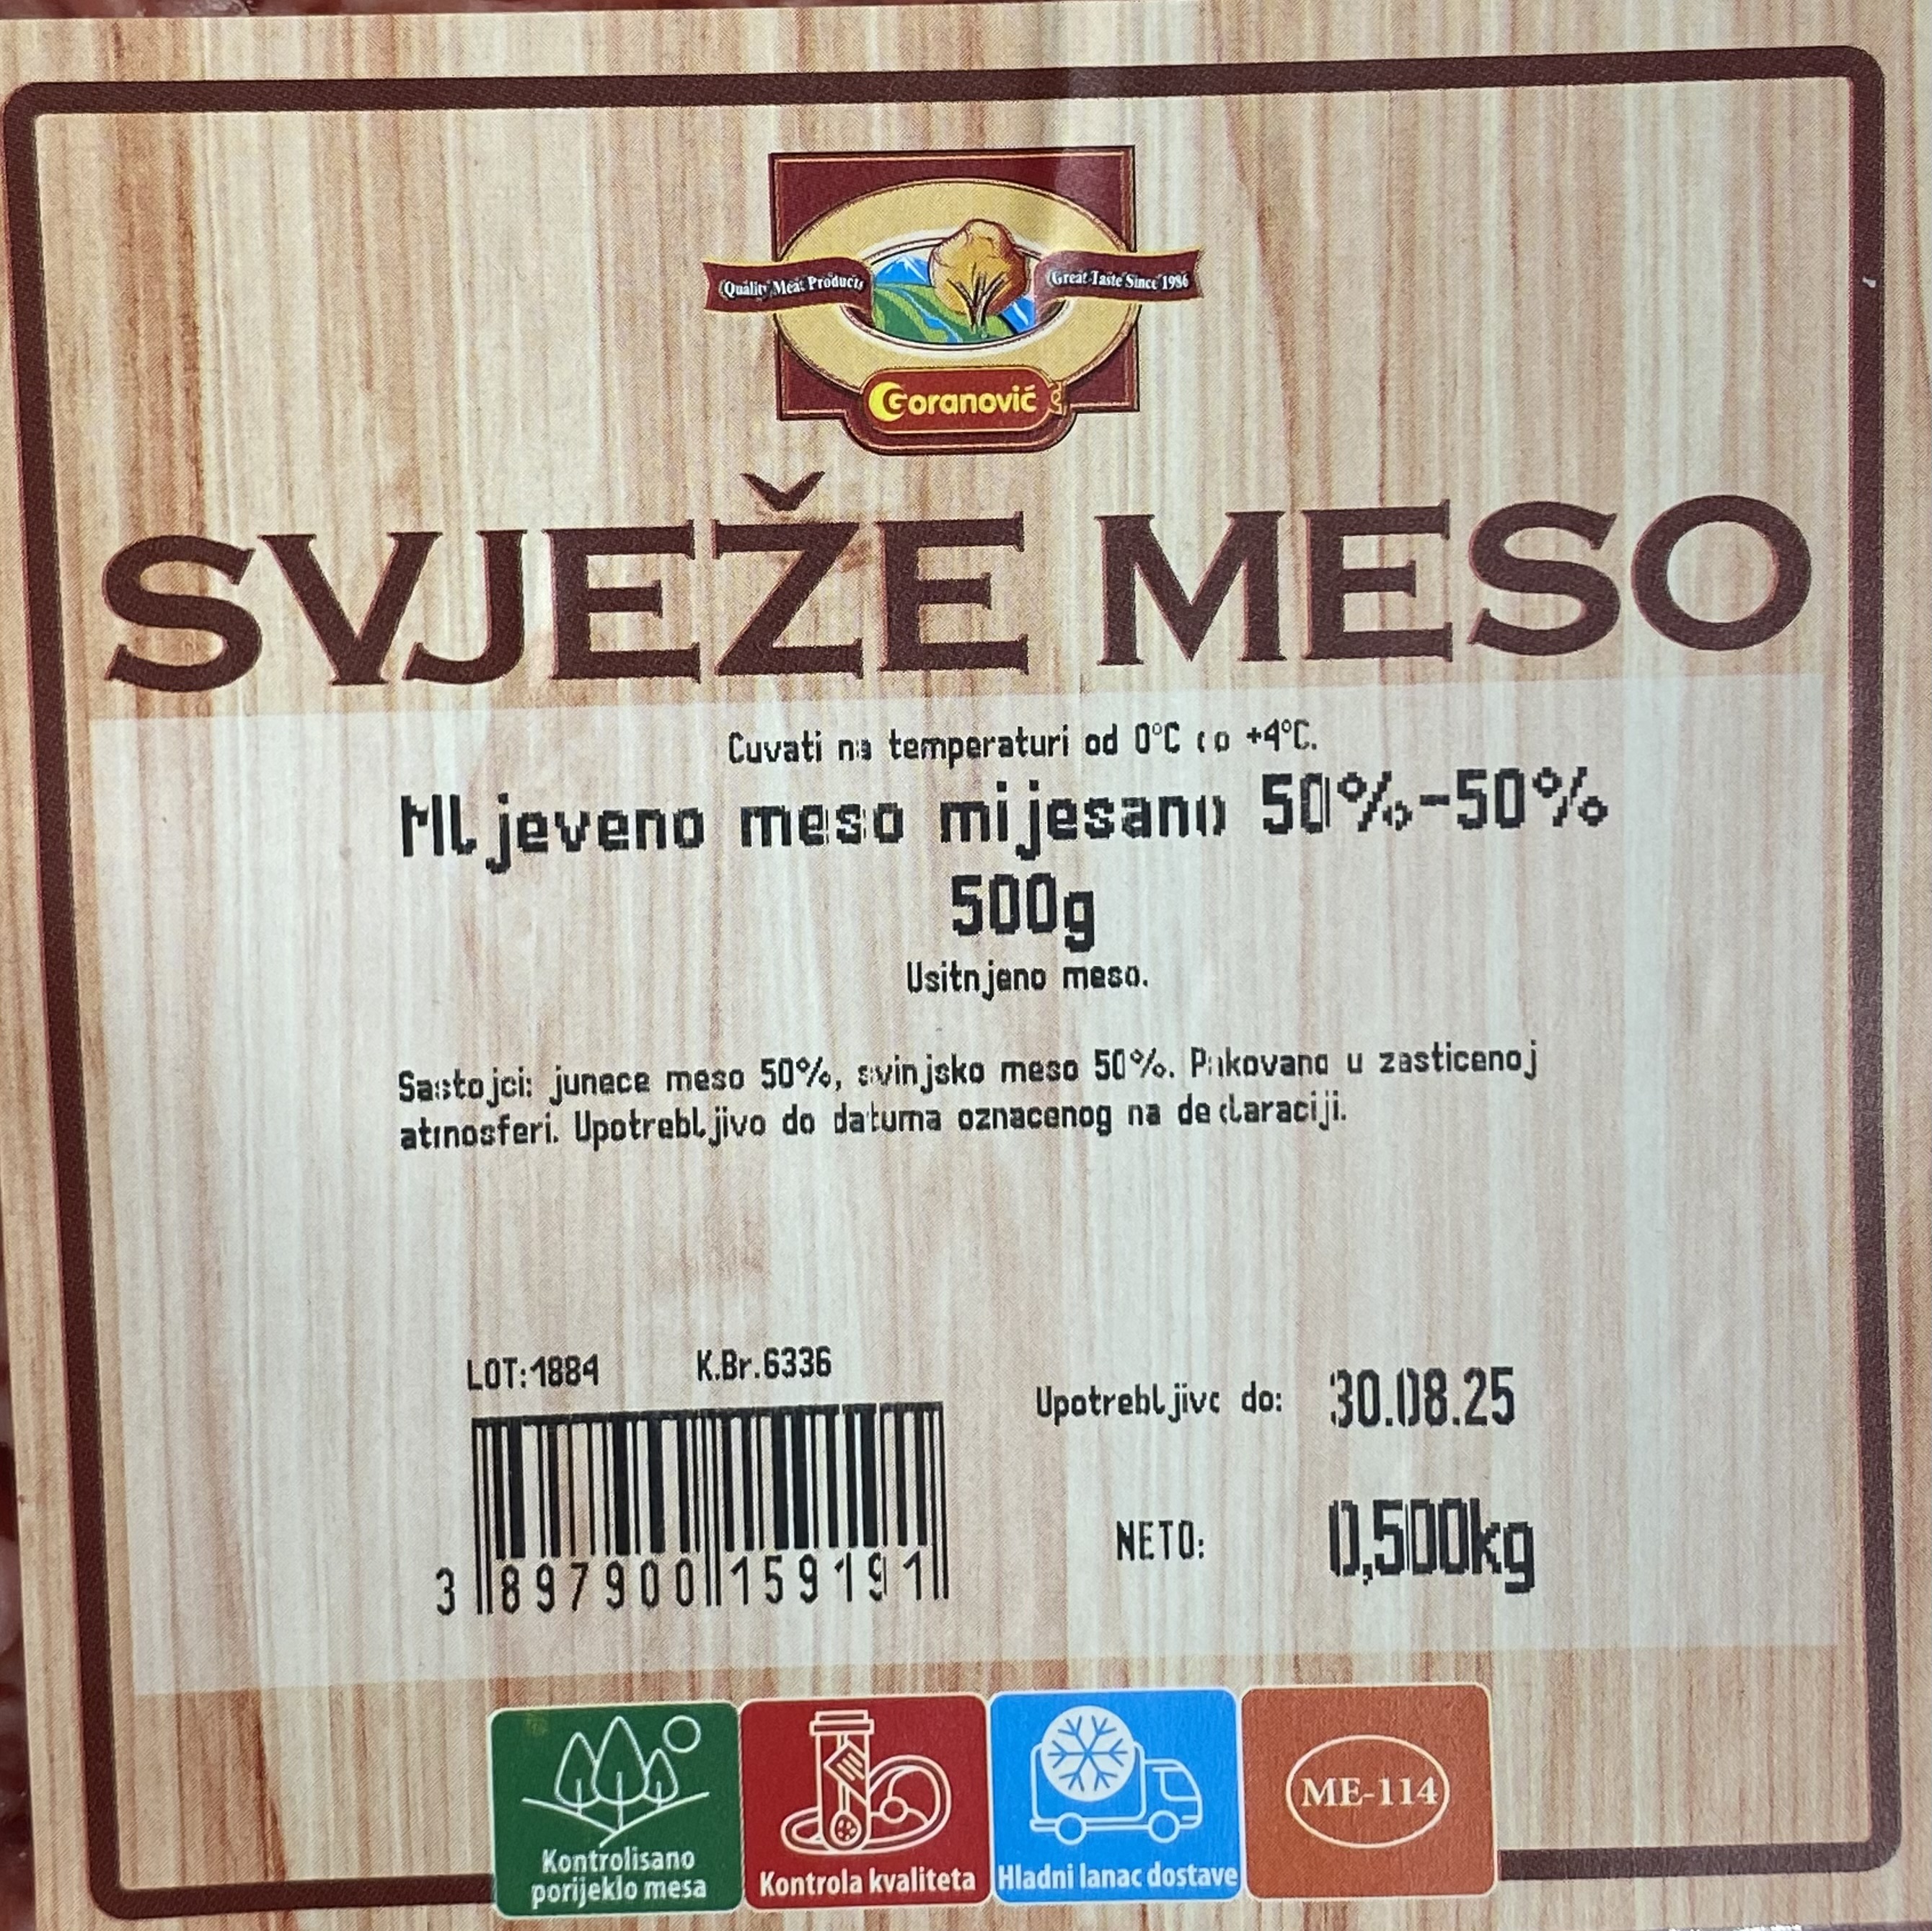 Quality Meat Products
Great Taste Since 1986
Goranović
SVJEŽE MESO
Cuvati na temperaturi od 0°C do +4°C.
Mljeveno meso mijesano 50%-50%
500g
Usitnjeno meso.
Sastojci: junece meso 50%, svinjsko meso 50%. Pakovano u zasticenoj
atmosferi. Upotrebljivo do datuma oznacenog na deklaraciji.
LOT:1884 K.Br.6336
Upotrebljivo do: 30.08.25
NETO: 0,500kg
3 897900 159191
Kontrolisano
porijeklo mesa
Kontrola kvaliteta
Hladni lanac dostave
ME-114